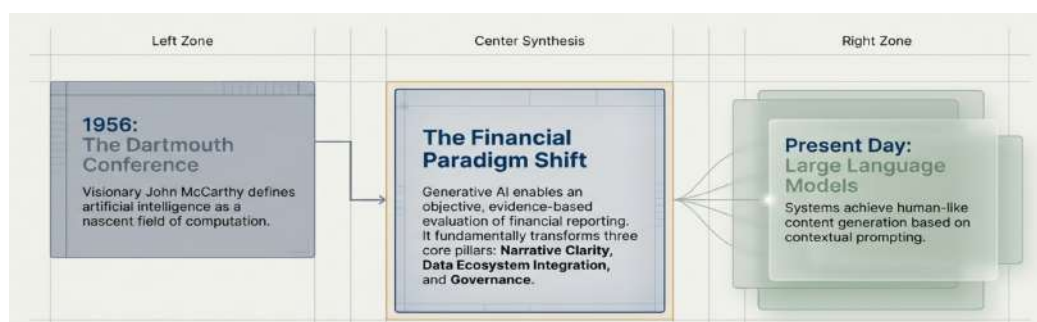 Left Zone
Center Synthesis
Right Zone
1956:
The Dartmouth
Conference
Visionary John McCarthy defines
artificial intelligence as a
nascent field of computation.
The Financial
Paradigm Shift
Generative AI enables an
objective, evidence-based
evaluation of financial reporting.
It fundamentally transforms three
core pillars: Narrative Clarity,
Data Ecosystem Integration,
and Governance.
Present Day:
Large Language
Models
Systems achieve human-like
content generation based on
contextual prompting.